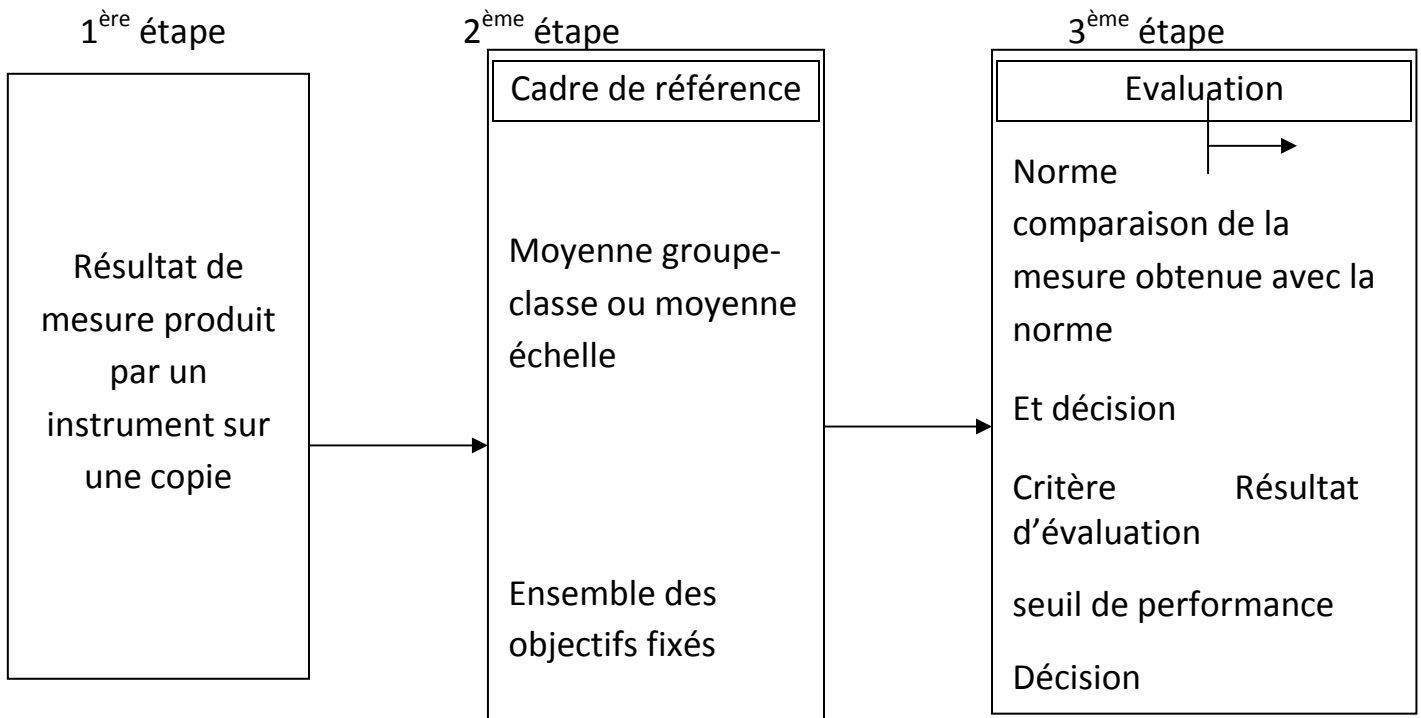 1ère étape
2ème étape
3ème étape
Résultat de
mesure produit
par un
instrument sur
une copie
Cadre de référence
Moyenne groupe-
classe ou moyenne
échelle
Ensemble des
objectifs fixés
Evaluation
Norme
comparaison de la
mesure obtenue avec la
norme
Et décision
Critère Résultat
d’évaluation
seuil de performance
Décision